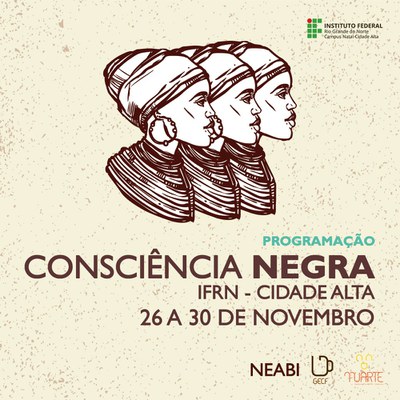 INSTITUTO FEDERAL
Rio Grande do Norte
Campus Natal-Cidade Alta
PROGRAMAÇÃO
CONSCIÊNCIA NEGRA
IFRN - CIDADE ALTA
26 A 30 DE NOVEMBRO
NEABI
GECF
FUARTE